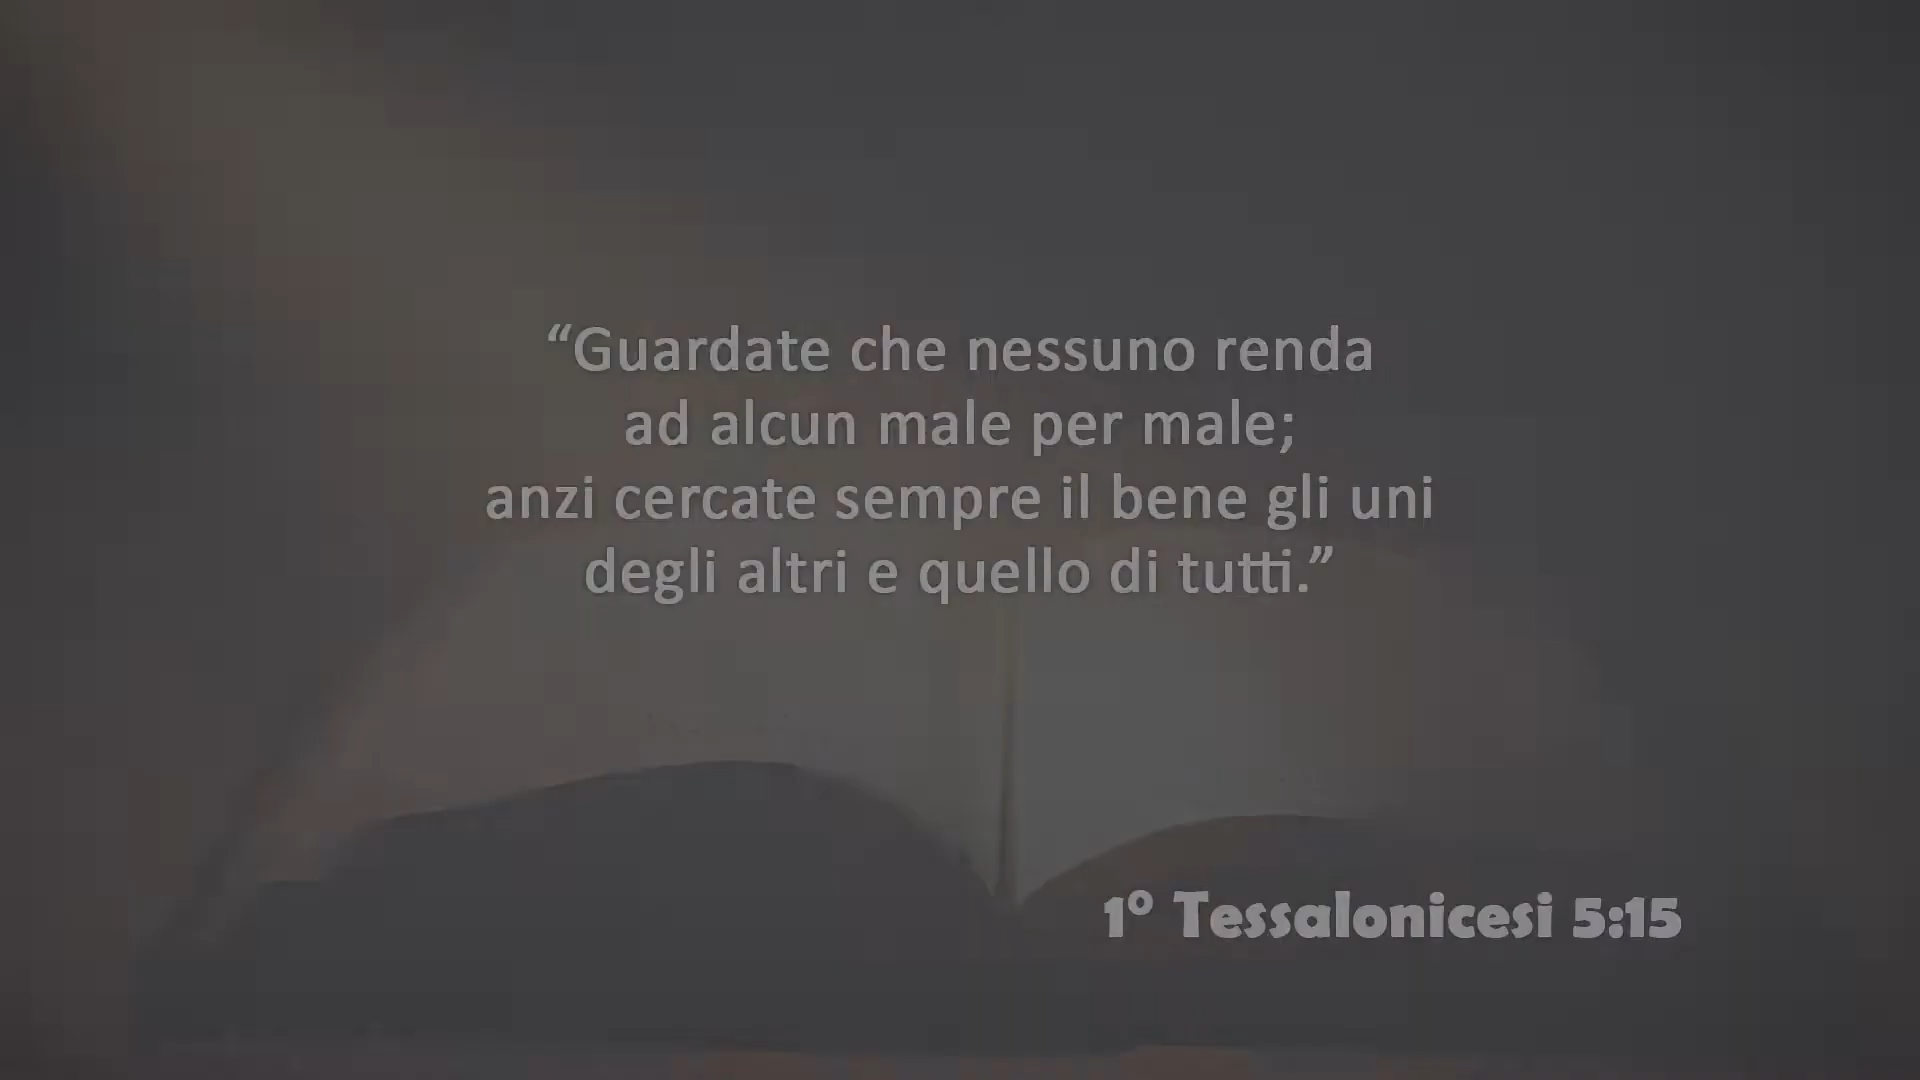 “Guardate che nessuno renda
ad alcun male per male;
anzi cercate sempre il bene gli uni
degli altri e quello di tutti.”
1° Tessalonicesi 5:15